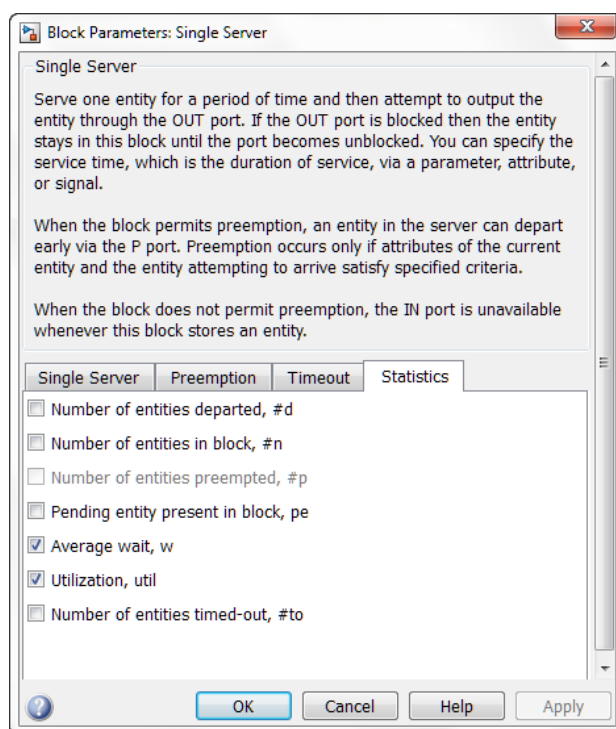 Block Parameters: Single Server
Single Server
Serve one entity for a period of time and then attempt to output the
entity through the OUT port. If the OUT port is blocked then the entity
stays in this block until the port becomes unblocked. You can specify the
service time, which is the duration of service, via a parameter, attribute,
or signal.
When the block permits preemption, an entity in the server can depart
early via the P port. Preemption occurs only if attributes of the current
entity and the entity attempting to arrive satisfy specified criteria.
When the block does not permit preemption, the IN port is unavailable
whenever this block stores an entity.
Single Server Preemption Timeout Statistics
Number of entities departed, #d
Number of entities in block, #n
Number of entities preempted, #p
Pending entity present in block, pe
Average wait, w
Utilization, util
Number of entities timed-out, #to
OK Cancel Help Apply